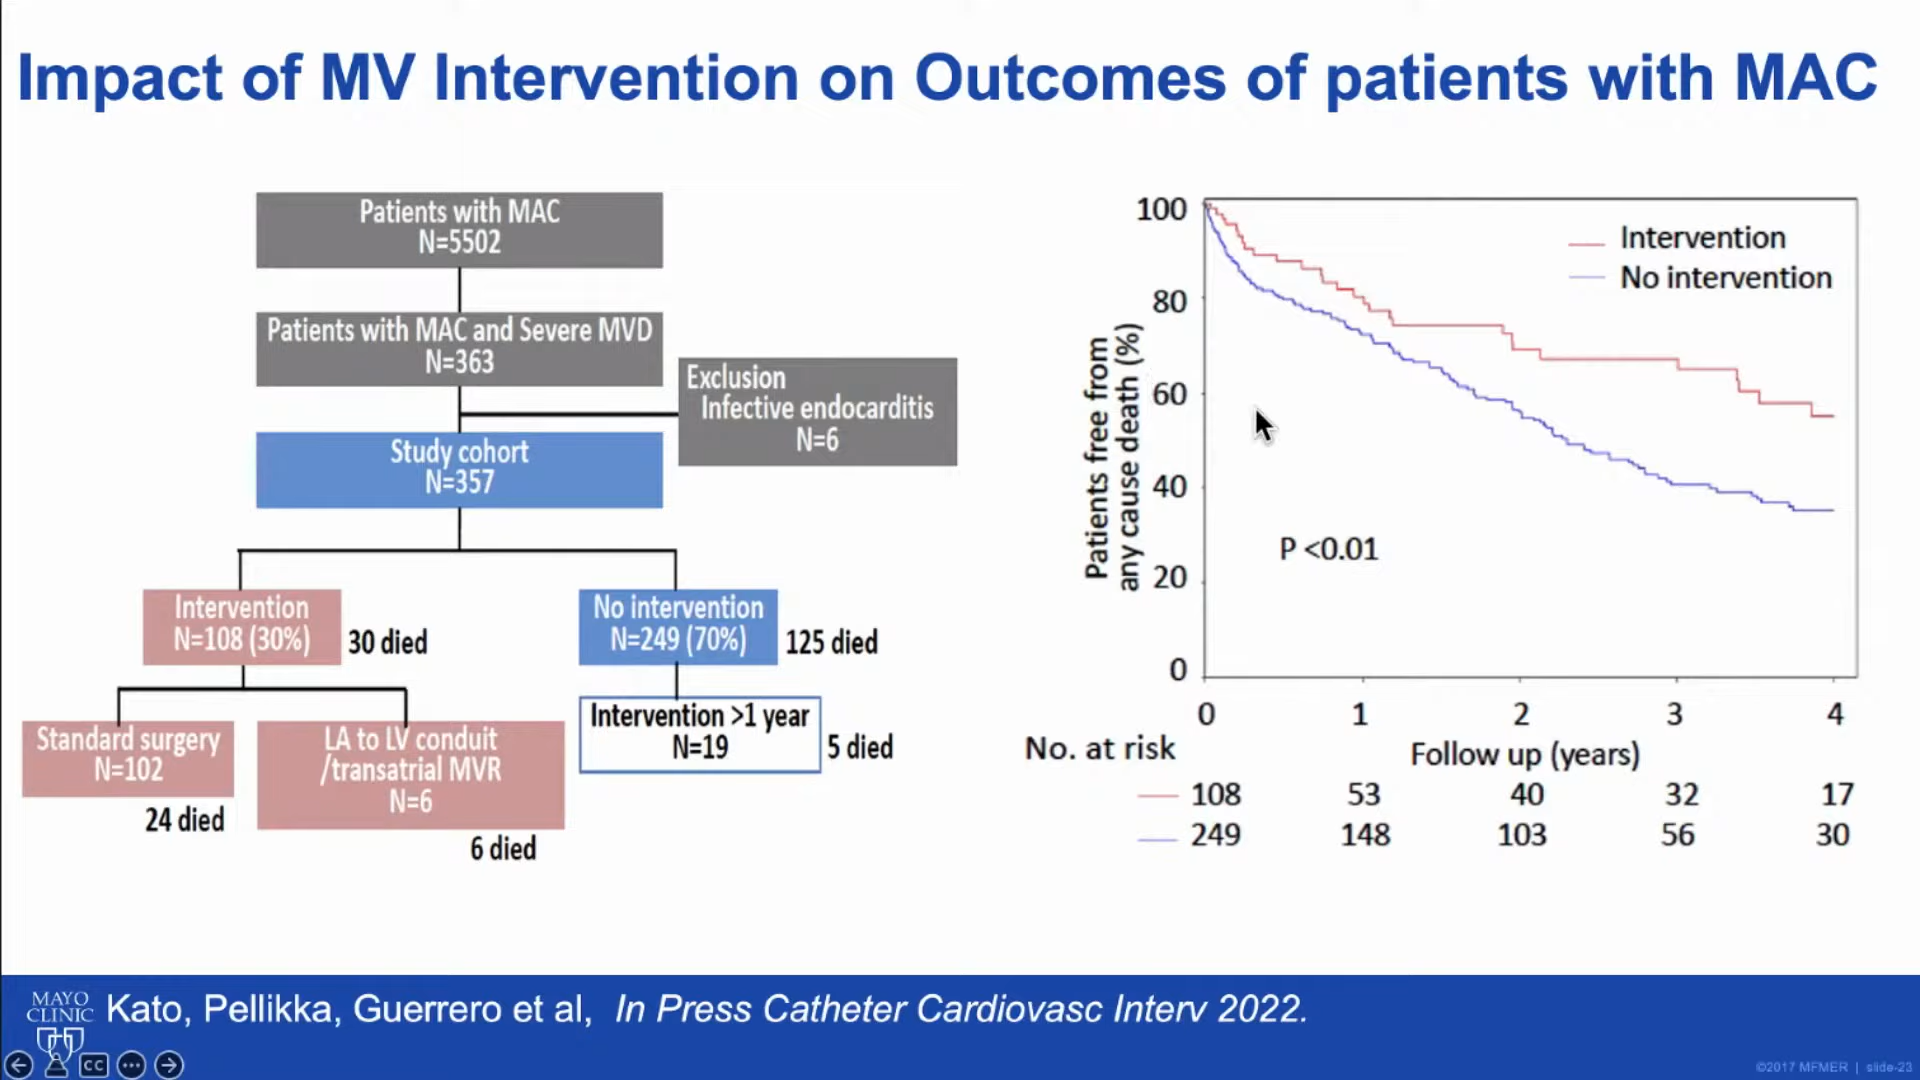 Impact of MV Intervention on Outcomes of patients with MAC
Patients with MAC
N=5502
Patients with MAC and Severe MVD
N=363
Exclusion
Infective endocarditis
N=6
Study cohort
N=357
Intervention
N=108 (30%)
30 died
No intervention
N=249 (70%)
125 died
Standard surgery
N=102
24 died
LA to LV conduit
/transatrial MVR
N=6
6 died
Intervention >1 year
N=19
5 died
Patients free from
any cause death (%)
100
80
60
40
20
0
Intervention
No intervention
P <0.01
0 1 2 3 4
No. at risk
Follow up (years)
108 53 40 32 17
249 148 103 56 30
MAYO
CLINIC
Kato, Pellikka, Guerrero et al, In Press Catheter Cardiovasc Interv 2022.
CC
©2017 MFMER | slide-23